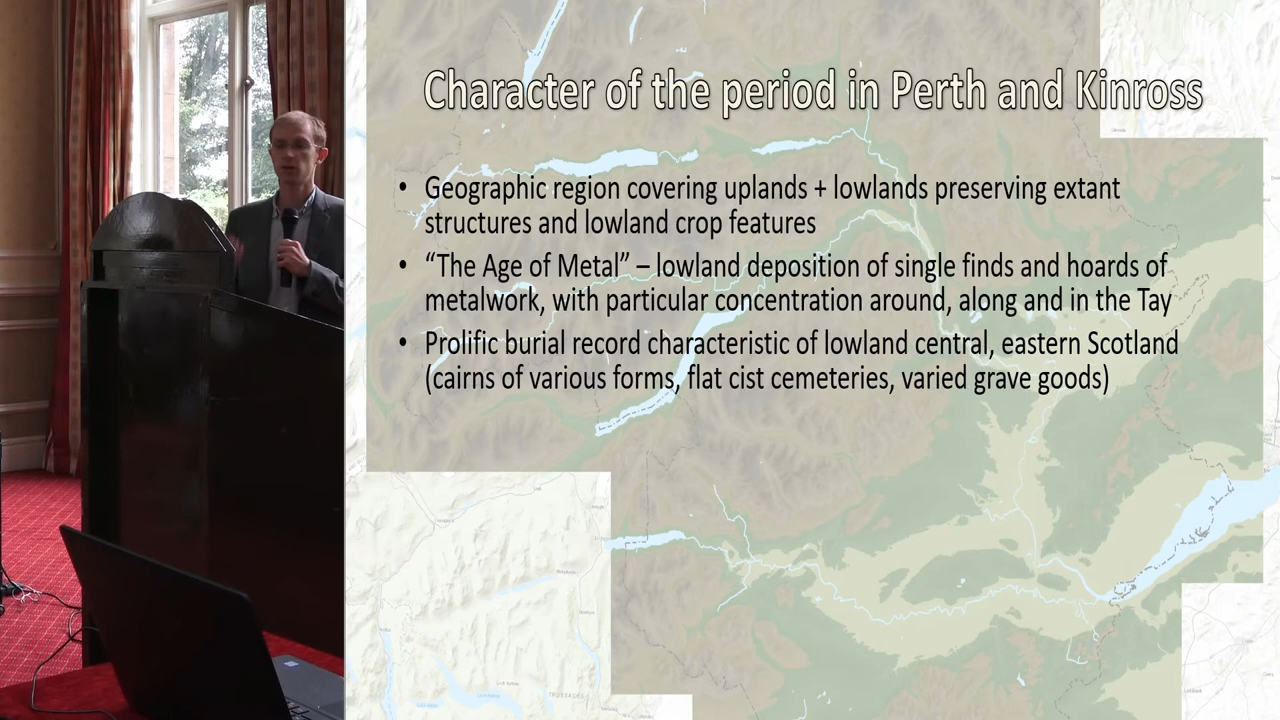 Character of the period in Perth and Kinross
• Geographic region covering uplands + lowlands preserving extant
structures and lowland crop features
• “The Age of Metal” – lowland deposition of single finds and hoards of
metalwork, with particular concentration around, along and in the Tay
• Prolific burial record characteristic of lowland central, eastern Scotland
(cairns of various forms, flat cist cemeteries, varied grave goods)
TROSSACHS